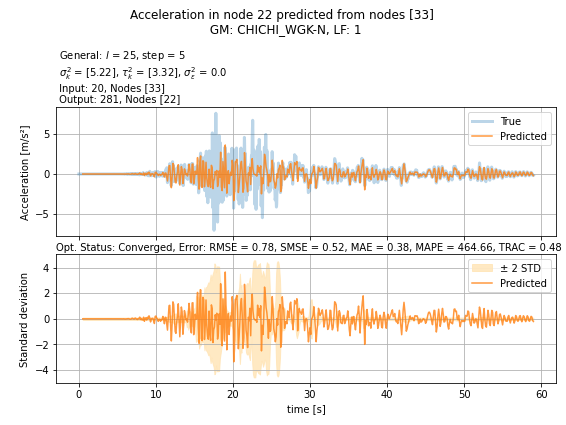 Acceleration in node 22 predicted from nodes [33]
GM: CHICHI_WGK-N, LF: 1
General: l = 25, step = 5
σ²ₖ = [5.22], τ²ₖ = [3.32], σ²ε = 0.0
Input: 20, Nodes [33]
Output: 281, Nodes [22]
True
Predicted
Acceleration [m/s²]
5
0
−5
Opt. Status: Converged, Error: RMSE = 0.78, SMSE = 0.52, MAE = 0.38, MAPE = 464.66, TRAC = 0.48
± 2 STD
Predicted
Standard deviation
4
2
0
−2
−4
0 10 20 30 40 50 60
time [s]